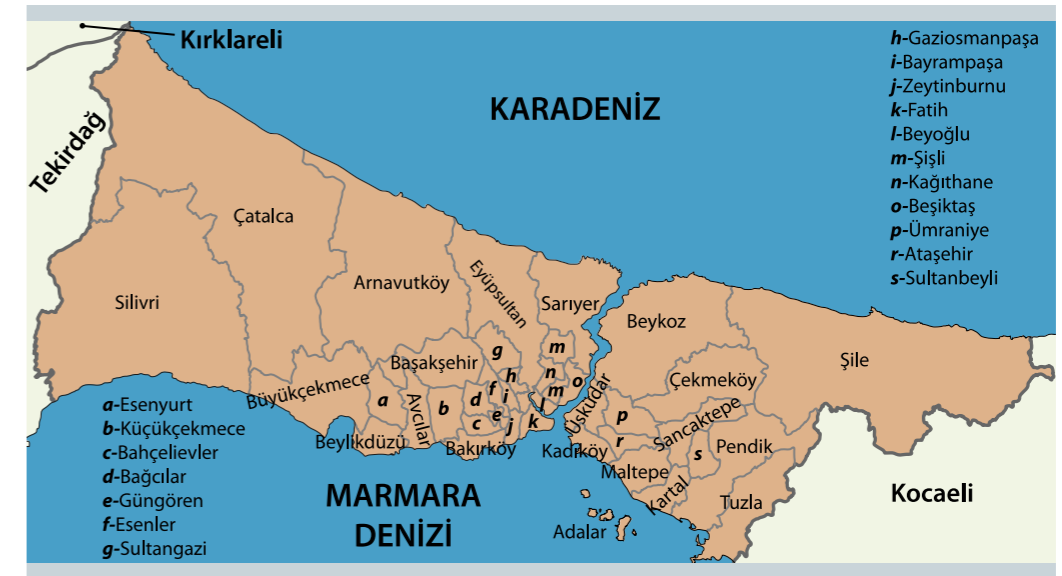 Kırklareli
KARADENİZ
Tekirdağ
h-Gaziosmanpaşa
i-Bayrampaşa
j-Zeytinburnu
k-Fatih
l-Beyoğlu
m-Şişli
n-Kağıthane
o-Beşiktaş
p-Ümraniye
r-Ataşehir
s-Sultanbeyli
Çatalca
Silivri
Arnavutköy
Eyüpsultan
Sarıyer
Beykoz
Şile
Büyükçekmece
Başakşehir
Avcılar
Beylikdüzü
Bakırköy
Kadıköy
Üsküdar
Çekmeköy
Sancaktepe
Pendik
Maltepe
Kartal
Tuzla
Adalar
g
m
h
n
o
f
i
m
a
b
d
e
l
c
j
k
p
r
s
a-Esenyurt
b-Küçükçekmece
c-Bahçelievler
d-Bağcılar
e-Güngören
f-Esenler
g-Sultangazi
MARMARA
DENİZİ
Kocaeli